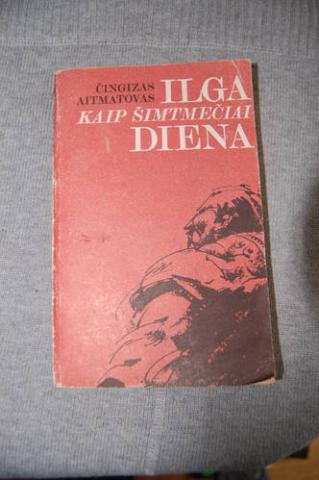 ČINGIZAS
AITMATOVAS
ILGA
KAIP ŠIMTMEČIAI
DIENA